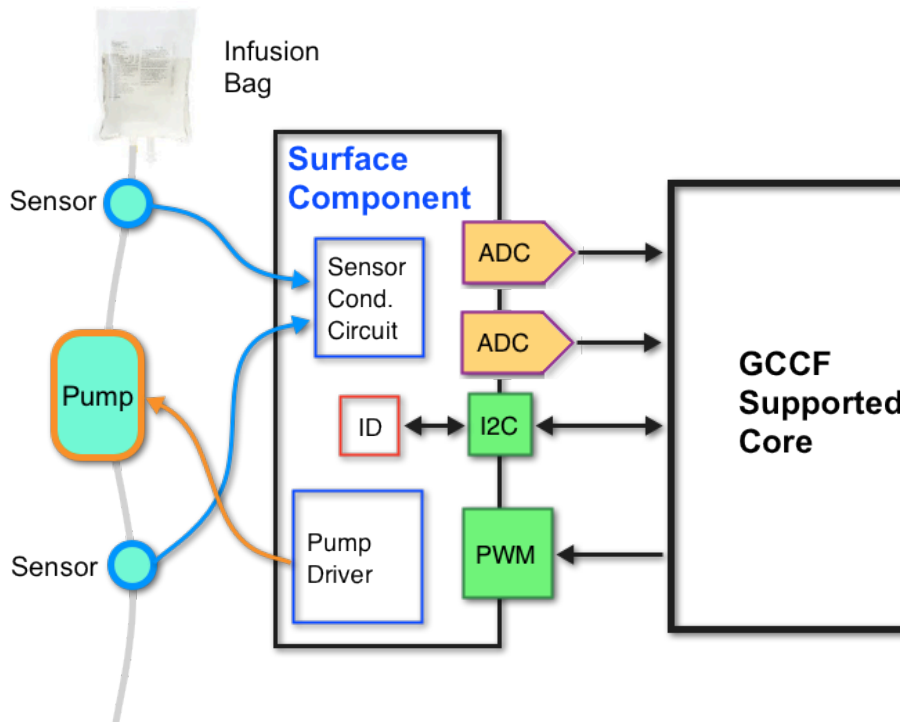 Infusion
Bag
Surface
Component
Sensor
ADC
Sensor
Cond.
Circuit
ADC
GCCF
Supported
Core
Pump
ID
I2C
Pump
Driver
PWM
Sensor